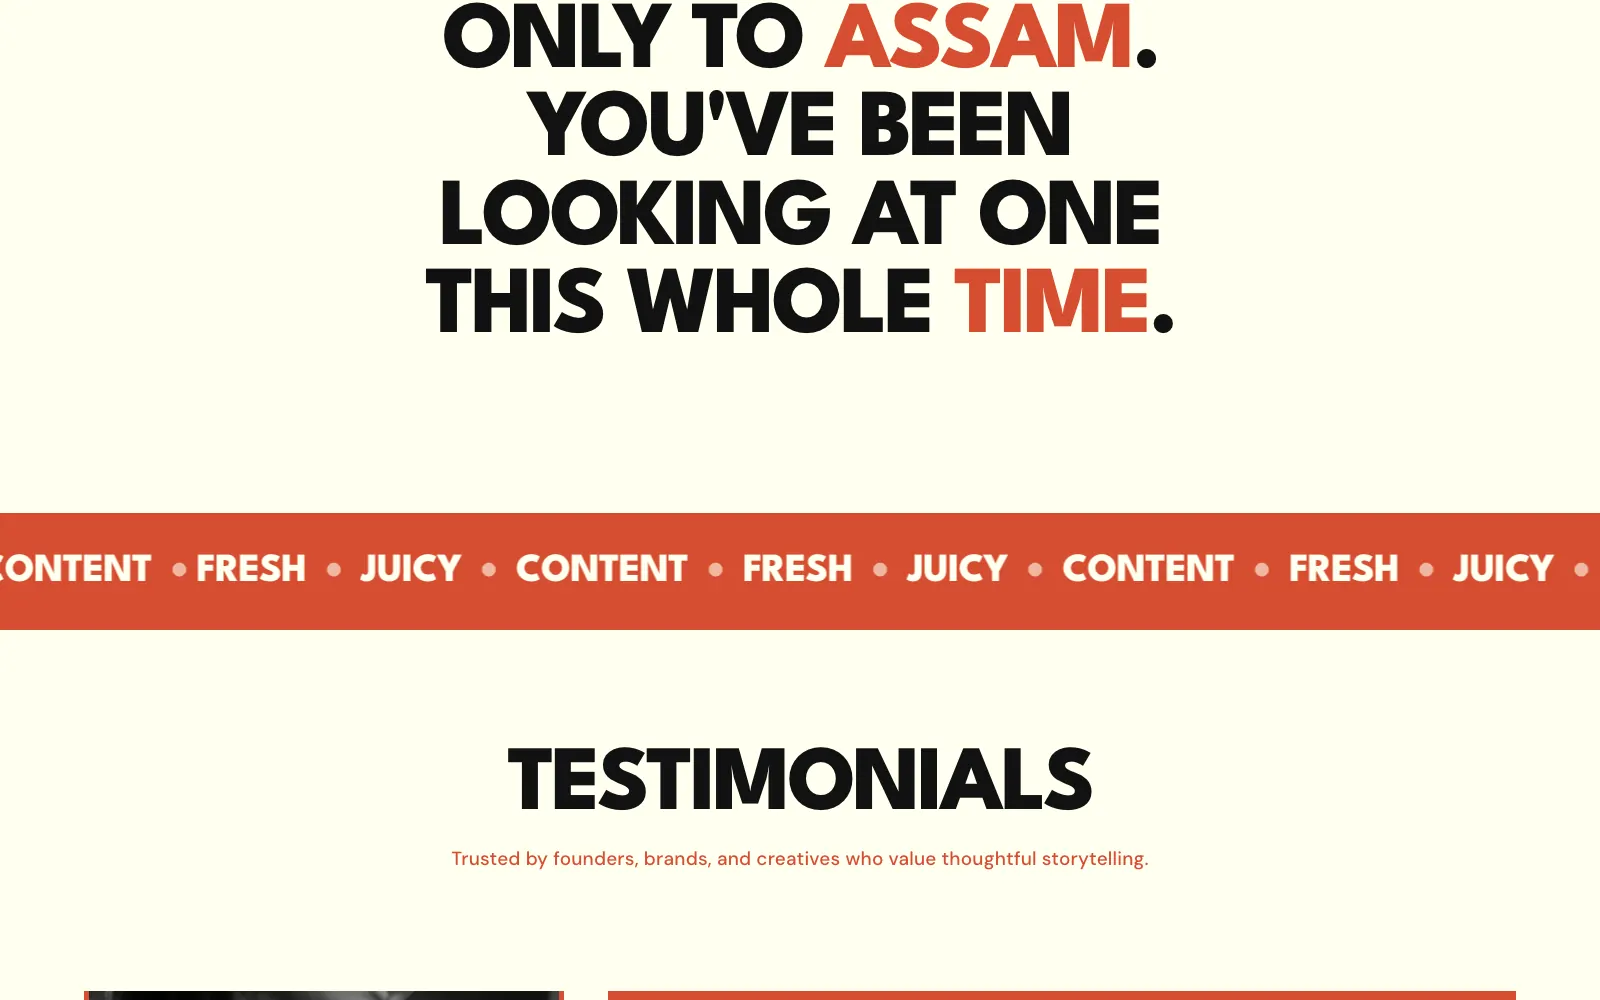 ONLY TO ASSAM.
YOU'VE BEEN
LOOKING AT ONE
THIS WHOLE TIME.
CONTENT • FRESH • JUICY • CONTENT • FRESH • JUICY • CONTENT • FRESH • JUICY •
TESTIMONIALS
Trusted by founders, brands, and creatives who value thoughtful storytelling.